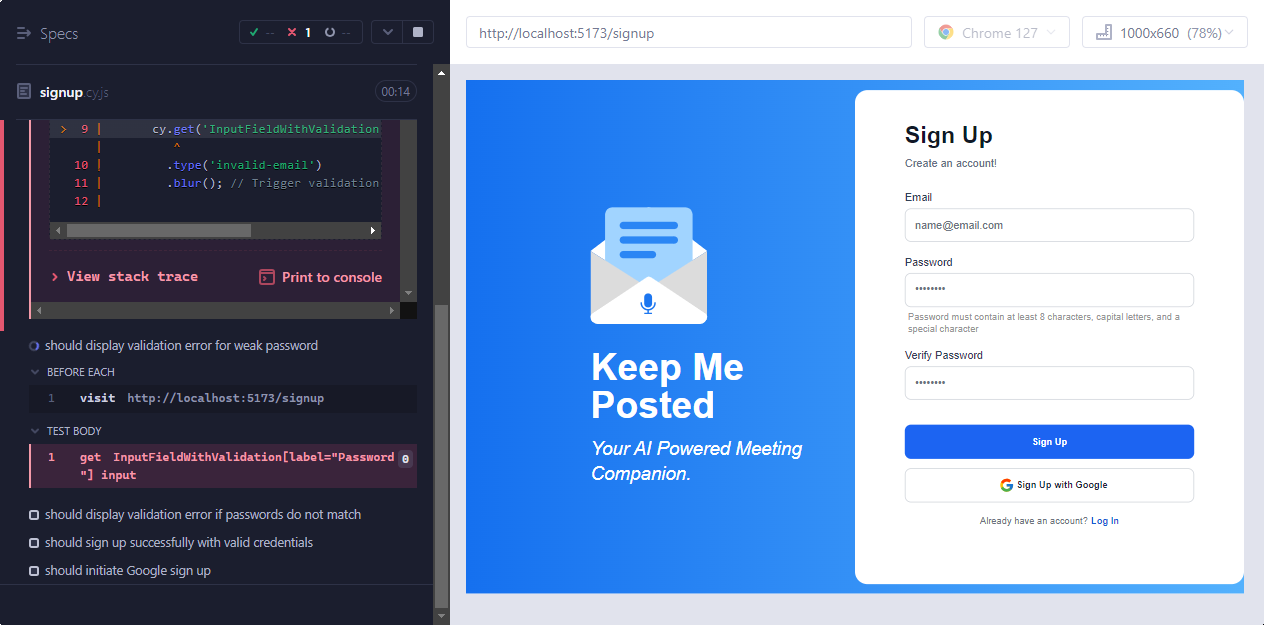 Specs
-- 1 --
signup.cy.js
00:14
> 9 | cy.get('InputFieldWithValidation
| ^
10 | .type('invalid-email')
11 | .blur(); // Trigger validation
12 |
View stack trace
Print to console
should display validation error for weak password
BEFORE EACH
1 visit http://localhost:5173/signup
TEST BODY
1 get InputFieldWithValidation[label="Password 0
"] input
should display validation error if passwords do not match
should sign up successfully with valid credentials
should initiate Google sign up
http://localhost:5173/signup
Chrome 127
1000x660 (78%)
Keep Me
Posted
Your AI Powered Meeting
Companion.
Sign Up
Create an account!
Email
name@email.com
Password
••••••••
Password must contain at least 8 characters, capital letters, and a
special character
Verify Password
••••••••
Sign Up
Sign Up with Google
Already have an account? Log In